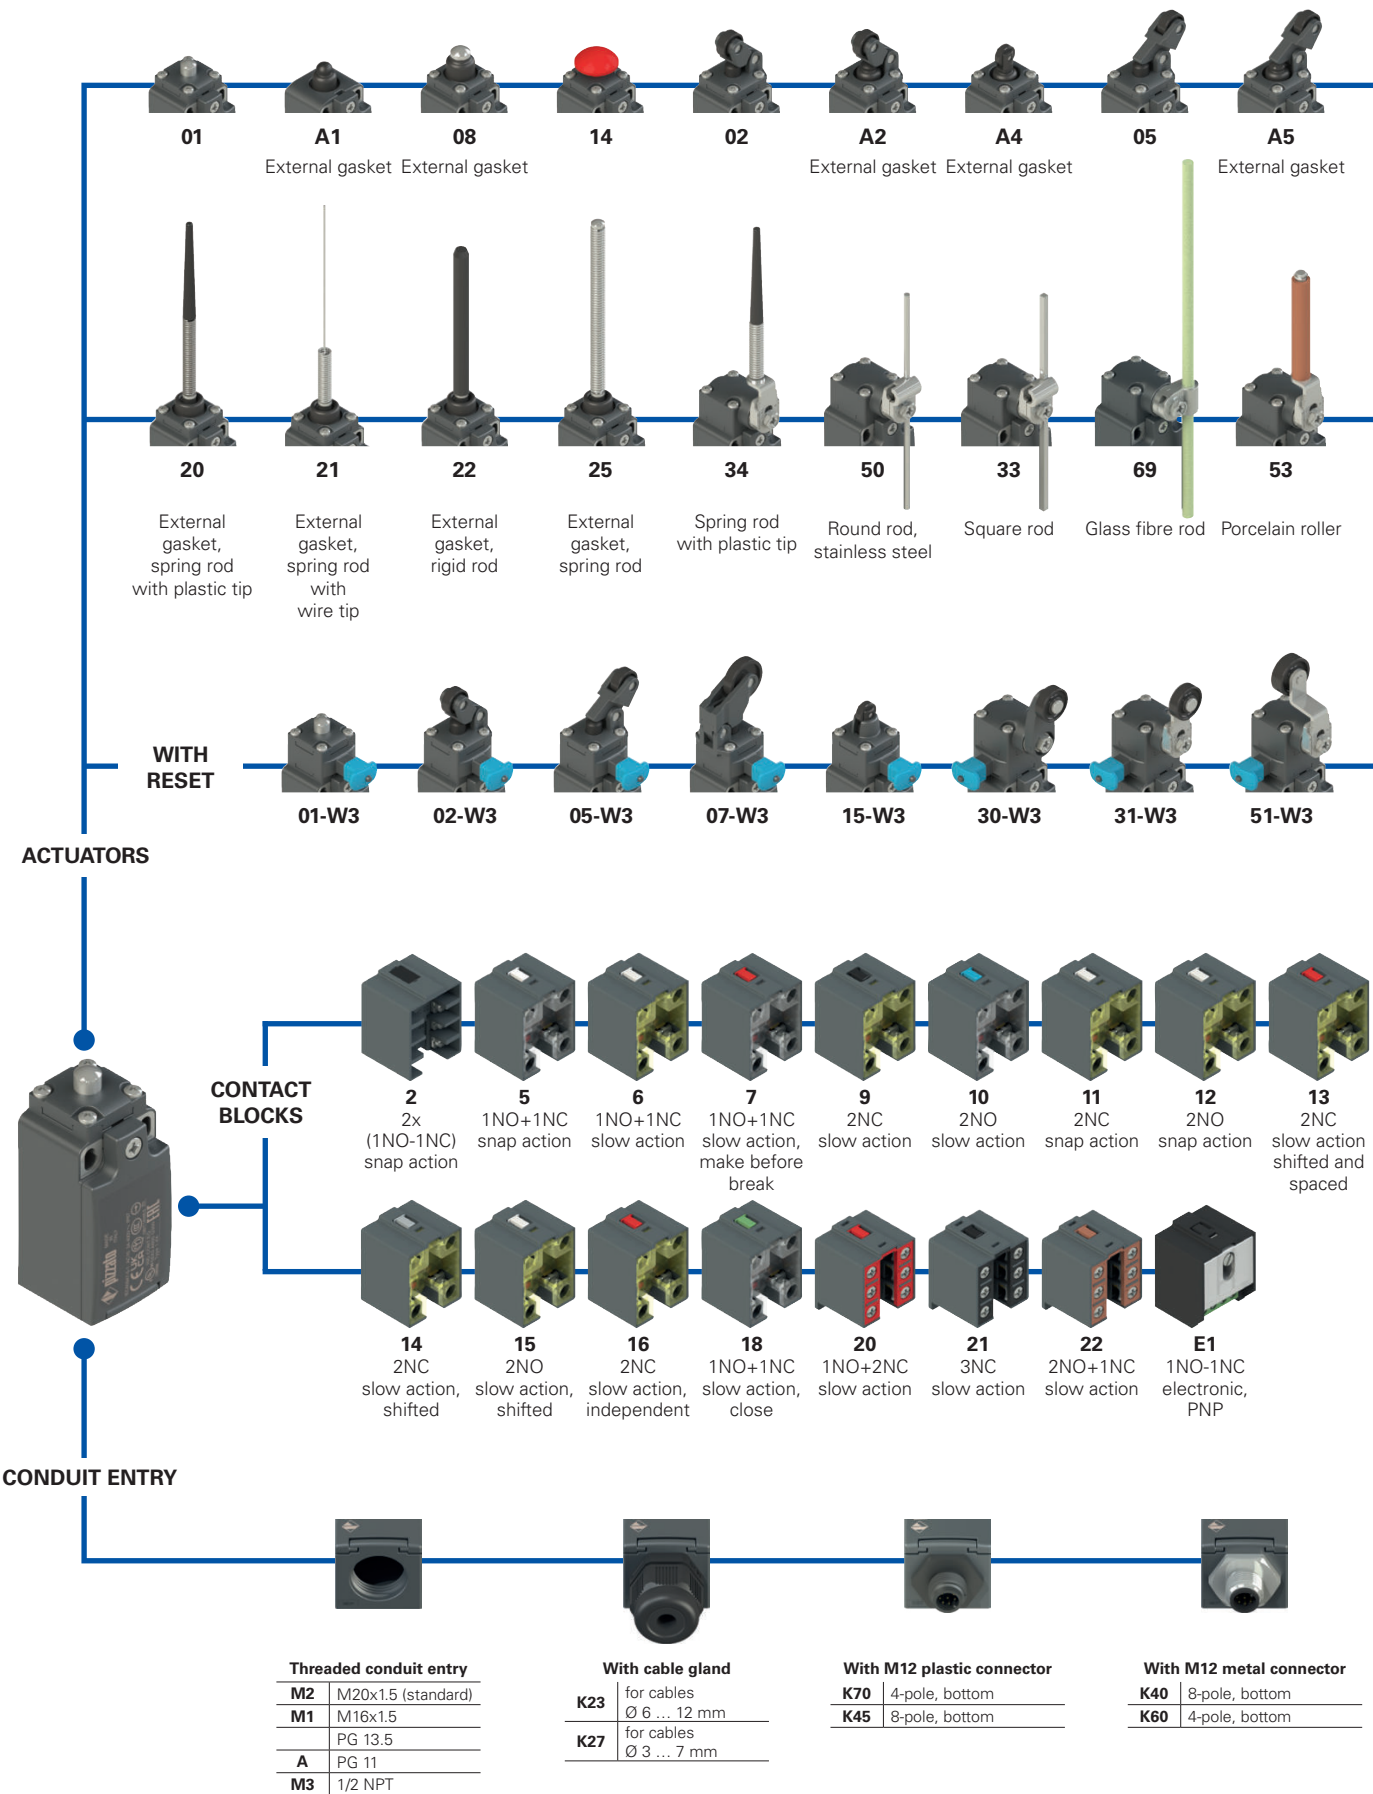 01 A1 08 14 02 A2 A4 05 A5
External gasket External gasket External gasket External gasket External gasket
20 21 22 25 34 50 33 69 53
External
gasket,
spring rod
with plastic tip
External
gasket,
spring rod
with
wire tip
External
gasket,
rigid rod
External
gasket,
spring rod
Spring rod
with plastic tip
Round rod,
stainless steel
Square rod
Glass fibre rod
Porcelain roller
WITH
RESET
01-W3 02-W3 05-W3 07-W3 15-W3 30-W3 31-W3 51-W3
ACTUATORS
CONTACT
BLOCKS
2
2x
(1NO-1NC)
snap action
5
1NO+1NC
snap action
6
1NO+1NC
slow action
7
1NO+1NC
slow action,
make before
break
9
2NC
slow action
10
2NO
slow action
11
2NC
snap action
12
2NO
snap action
13
2NC
slow action
shifted and
spaced
pizzato
14
2NC
slow action,
shifted
15
2NO
slow action,
shifted
16
2NC
slow action,
independent
18
1NO+1NC
slow action,
close
20
1NO+2NC
slow action
21
3NC
slow action
22
2NO+1NC
slow action
E1
1NO-1NC
electronic,
PNP
CONDUIT ENTRY
Threaded conduit entry
M2 M20x1.5 (standard)
M1 M16x1.5
PG 13.5
A PG 11
M3 1/2 NPT
With cable gland
K23 for cables
Ø 6 … 12 mm
K27 for cables
Ø 3 … 7 mm
With M12 plastic connector
K70 4-pole, bottom
K45 8-pole, bottom
With M12 metal connector
K40 8-pole, bottom
K60 4-pole, bottom